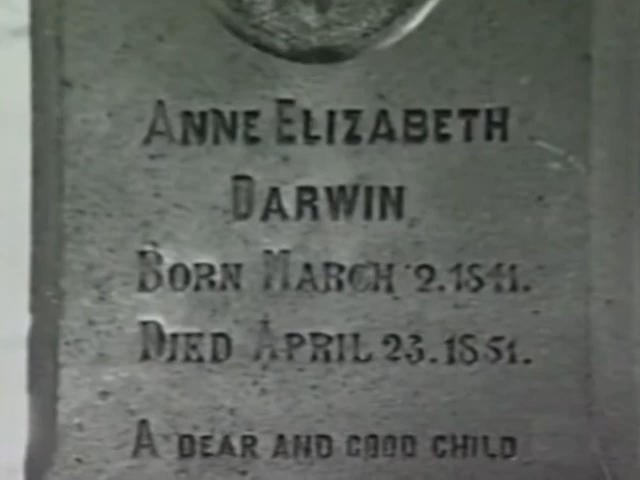 ANNE ELIZABETH
DARWIN
BORN MARCH 2.1841.
DIED APRIL 23.1851.
A DEAR AND GOOD CHILD